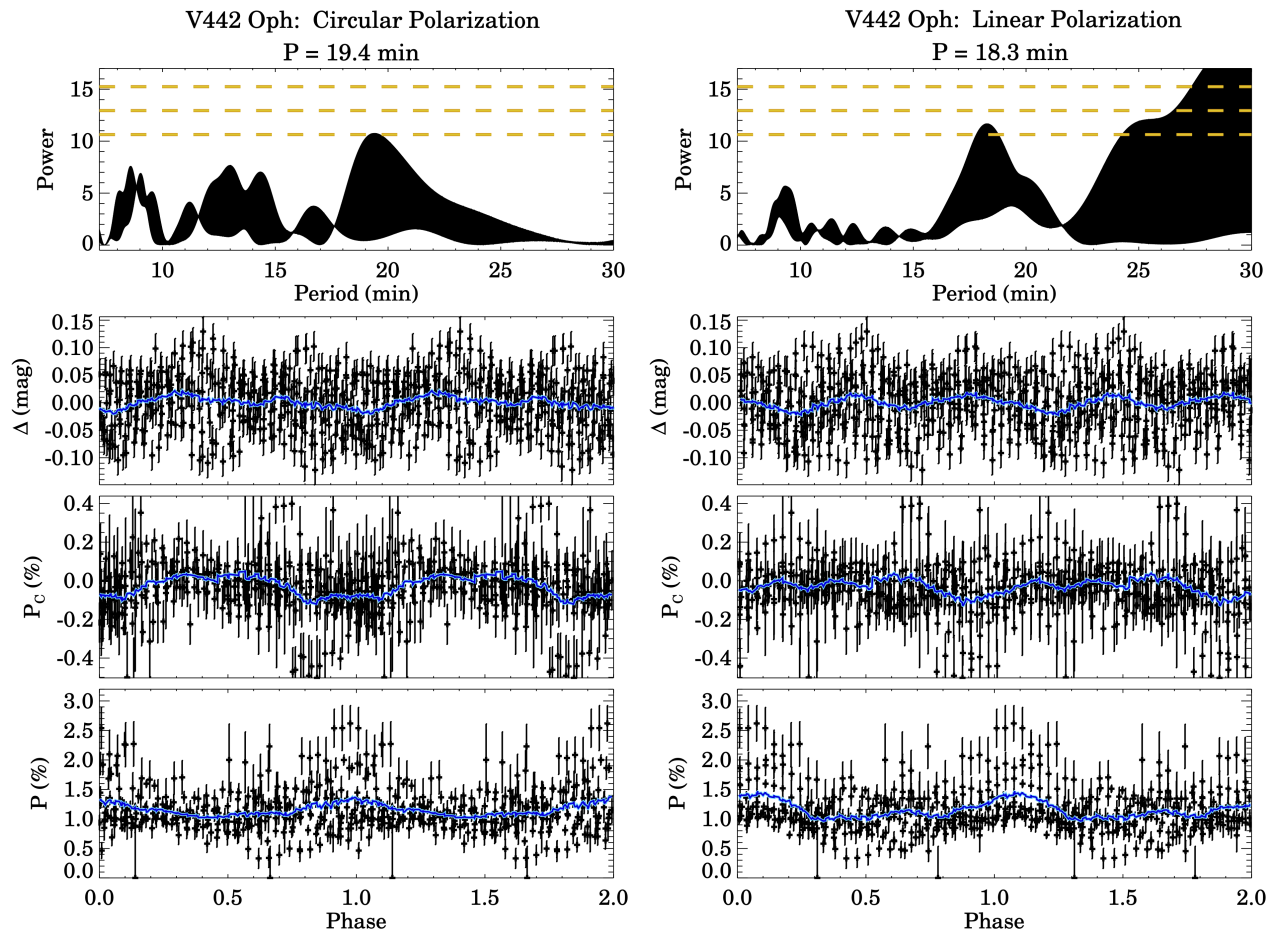 V442 Oph: Circular Polarization
P = 19.4 min
15
10
5
0
Power
10 15 20 25 30
Period (min)
0.15
0.10
0.05
0.00
-0.05
-0.10
Δ (mag)
0.4
0.2
0.0
-0.2
-0.4
P_C (%)
3.0
2.5
2.0
1.5
1.0
0.5
0.0
P (%)
0.0 0.5 1.0 1.5 2.0
Phase
V442 Oph: Linear Polarization
P = 18.3 min
15
10
5
0
Power
10 15 20 25 30
Period (min)
0.15
0.10
0.05
0.00
-0.05
-0.10
Δ (mag)
0.4
0.2
0.0
-0.2
-0.4
P_C (%)
3.0
2.5
2.0
1.5
1.0
0.5
0.0
P (%)
0.0 0.5 1.0 1.5 2.0
Phase